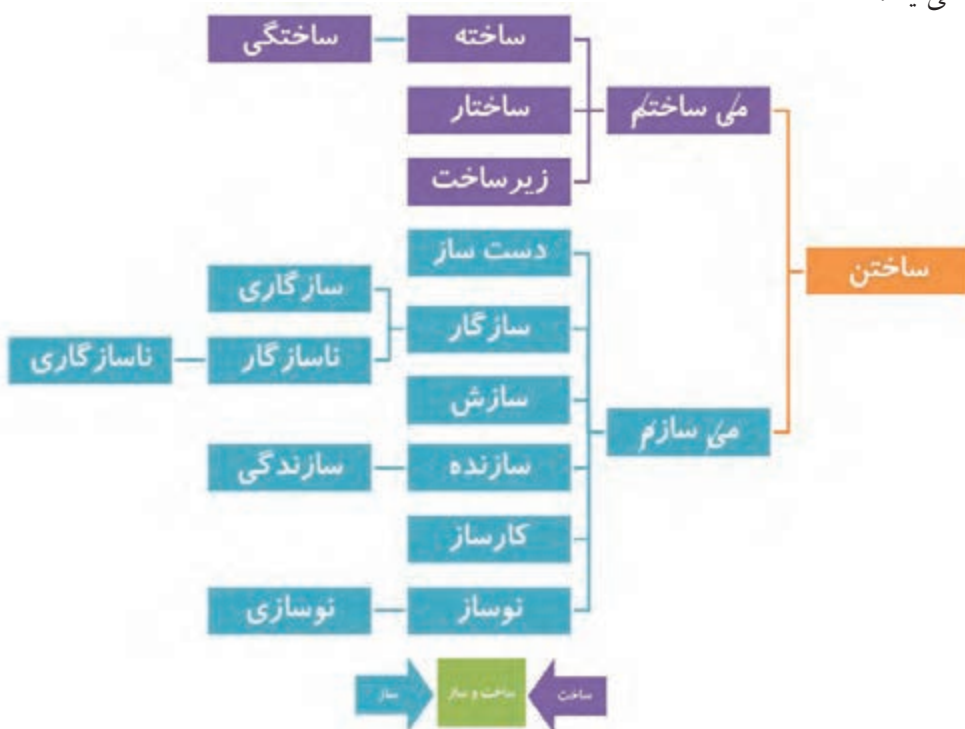 ساختن
می ساختم
ساخته
ساختگی
ساختار
زیرساخت
می سازم
دست ساز
سازگار
سازگاری
ناسازگار
ناسازگاری
سازش
سازنده
سازندگی
کارساز
نوساز
نوسازی
ساخت
ساخت و ساز
ساز